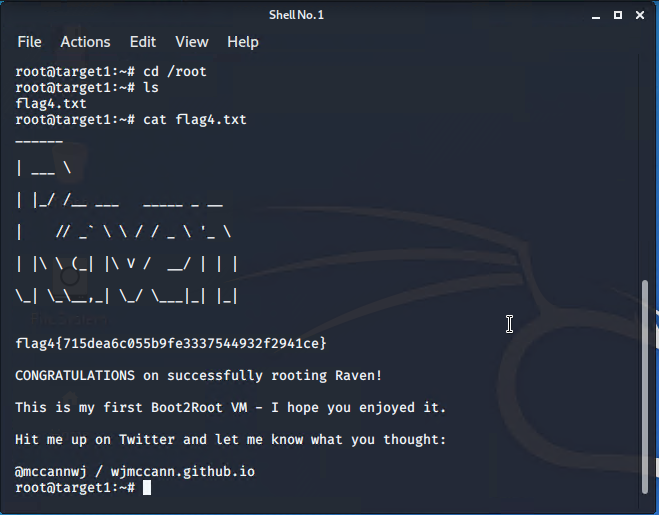 Shell No. 1
File Actions Edit View Help
root@target1:~# cd /root
root@target1:~# ls
flag4.txt
root@target1:~# cat flag4.txt
______
| ___ \
| |_/ /__ ___   _____ _ __
|    // _` \ \ / / _ \ '_ \
| |\ \ (_| |\ V /  __/ | | |
\_| \_\__,_| \_/ \___|_| |_|
flag4{715dea6c055b9fe3337544932f2941ce}
CONGRATULATIONS on successfully rooting Raven!
This is my first Boot2Root VM - I hope you enjoyed it.
Hit me up on Twitter and let me know what you thought:
@mccannwj / wjmccann.github.io
root@target1:~#